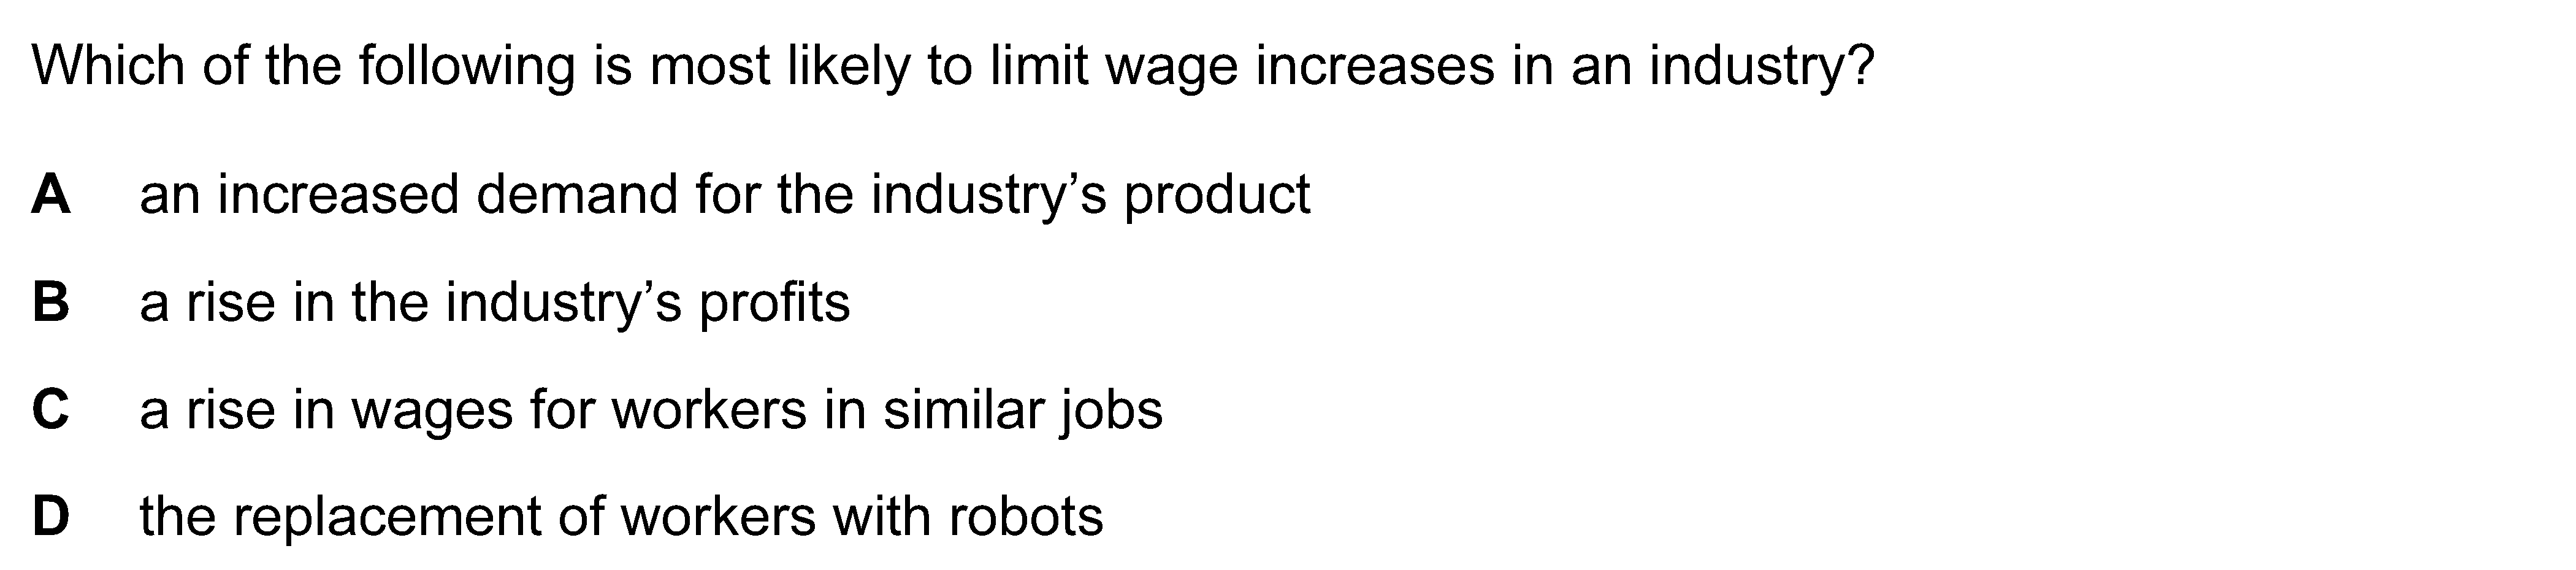 Which of the following is most likely to limit wage increases in an industry?
A an increased demand for the industry’s product
B a rise in the industry’s profits
C a rise in wages for workers in similar jobs
D the replacement of workers with robots